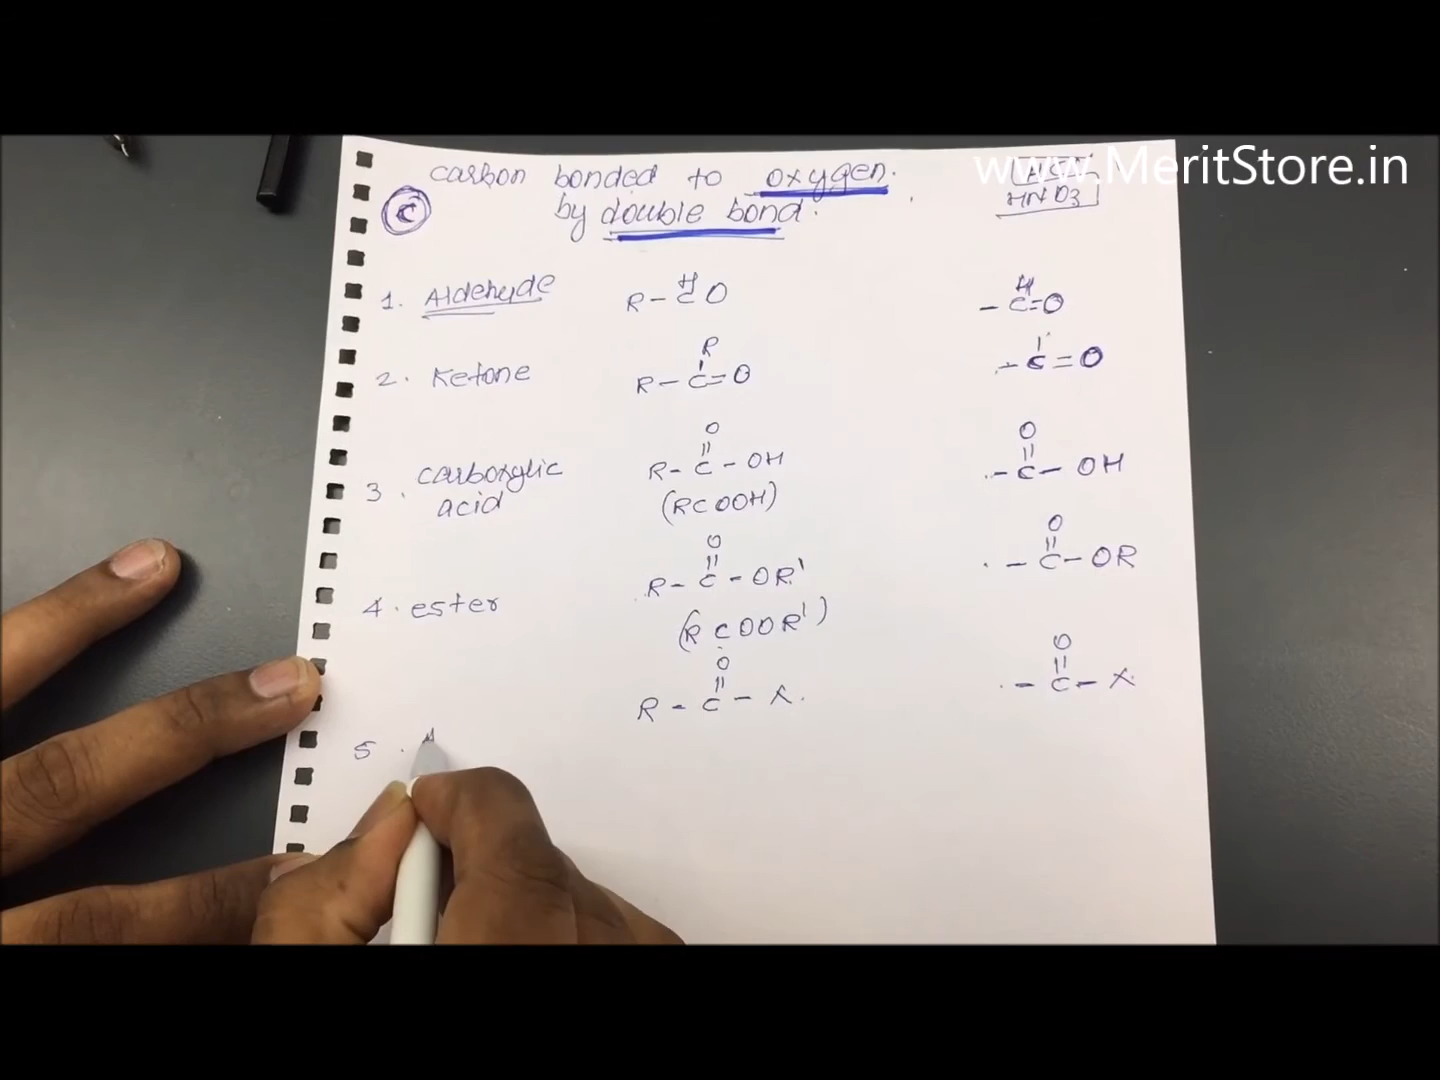 www.MeritStore.in
carbon bonded to oxygen.
C by double bond.
HNO3
1. Aldehyde
H
R - C O
H
- C=O
2. Ketone
R
R - C = O
- C = O
O
O
3. carboxylic
acid
R - C - OH
- C - OH
(RCOOH)
O
O
4. ester
R - C - OR'
- C - OR
(RCOOR')
O
O
R - C - X.
- C - X.
5.